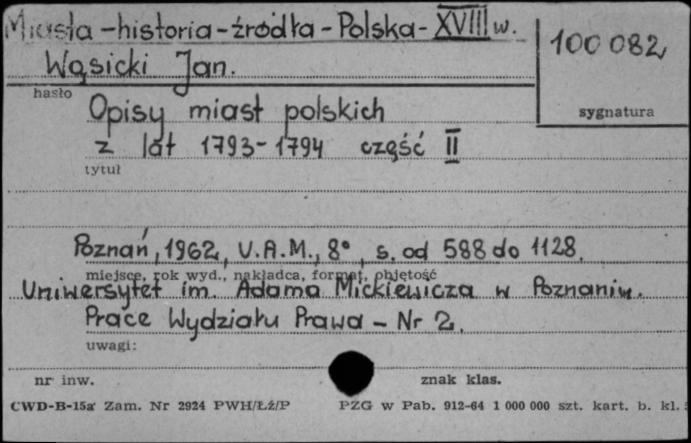 Miasta - historia - źródła - Polska - XVIII w.
100 082
Wąsicki Jan.
hasło
Opisy miast polskich
sygnatura
z lat 1793-1794 część II
tytuł
Poznań, 1962, U.A.M., 8°, s. od 588 do 1128.
miejsce, rok wyd., nakładca, format, objętość
Uniwersytet im. Adama Mickiewicza w Poznaniu.
Prace Wydziału Prawa - Nr 2.
uwagi:
nr inw.
znak klas.
CWD-B-15a Zam. Nr 2924 PWH/Łź/P
PZG w Pab. 912-64 1 000 000 szt. kart. b. kl.